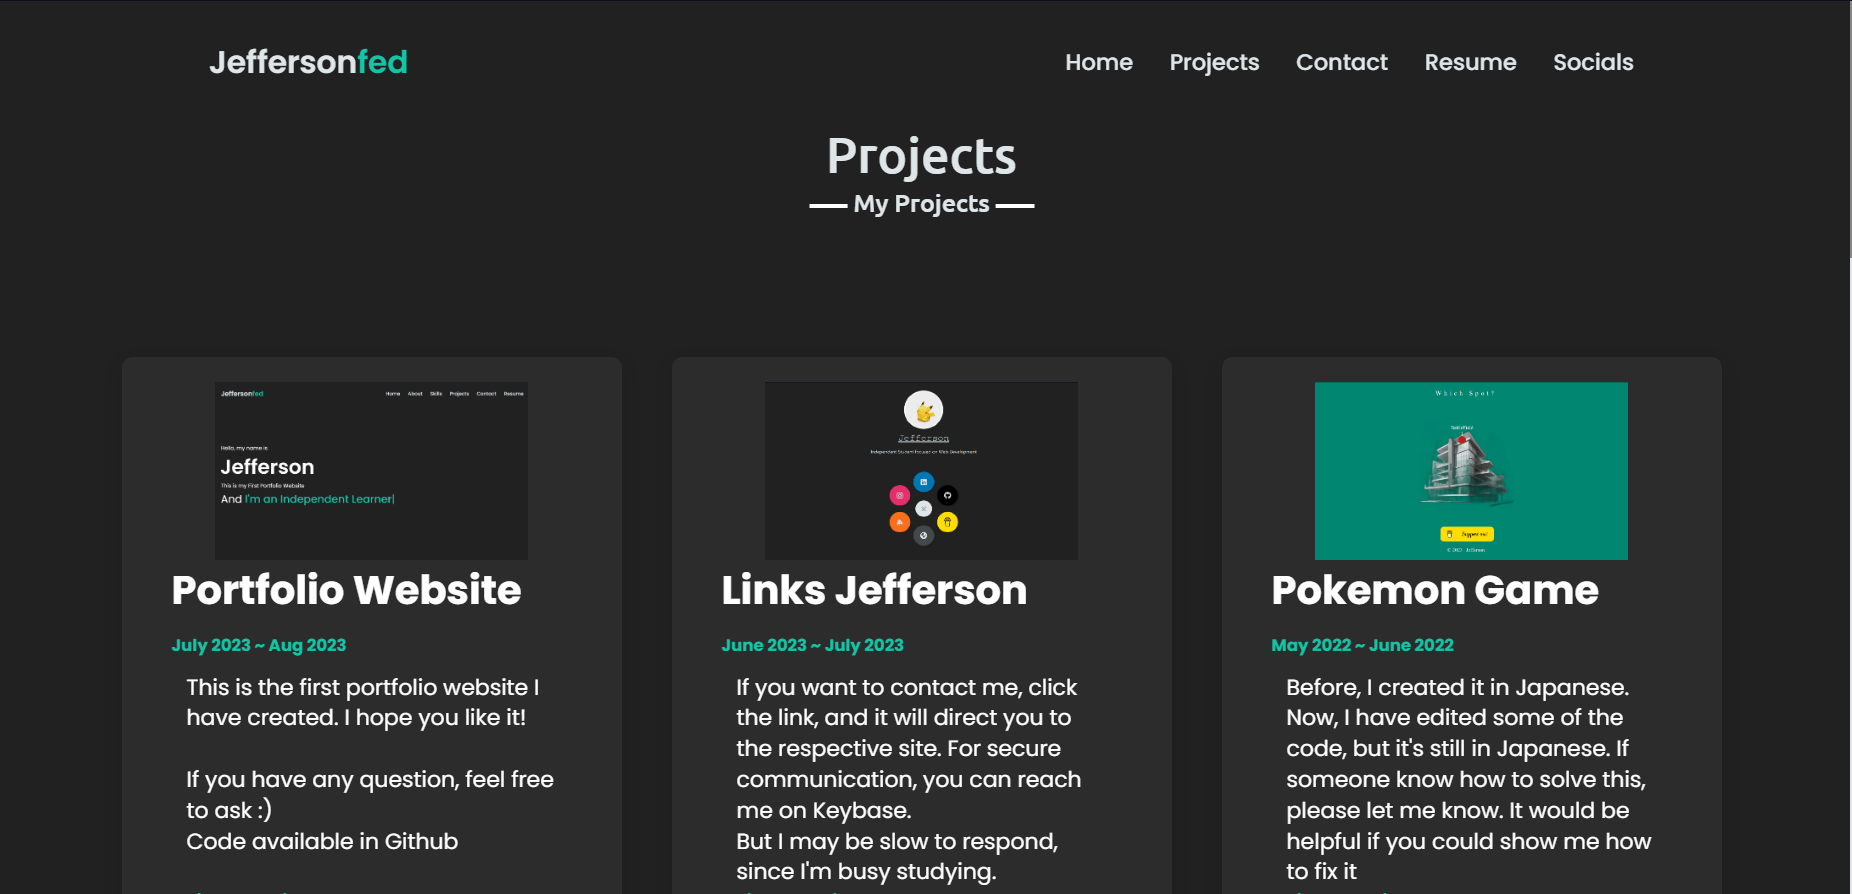 Jeffersonfed
Home Projects Contact Resume Socials
Projects
My Projects
Jeffersonfed
Home About Skills Projects Contact Resume
Hello, my name is
Jefferson
This is my First Portfolio Website
And I'm an Independent Learner|
Portfolio Website
July 2023 ~ Aug 2023
This is the first portfolio website I
have created. I hope you like it!
If you have any question, feel free
to ask :)
Code available in Github
Jefferson
Independent Student Focused on Web Development
Links Jefferson
June 2023 ~ July 2023
If you want to contact me, click
the link, and it will direct you to
the respective site. For secure
communication, you can reach
me on Keybase.
But I may be slow to respond,
since I'm busy studying.
Which Spot?
Support me!
Jefferson
Pokemon Game
May 2022 ~ June 2022
Before, I created it in Japanese.
Now, I have edited some of the
code, but it's still in Japanese. If
someone know how to solve this,
please let me know. It would be
helpful if you could show me how
to fix it